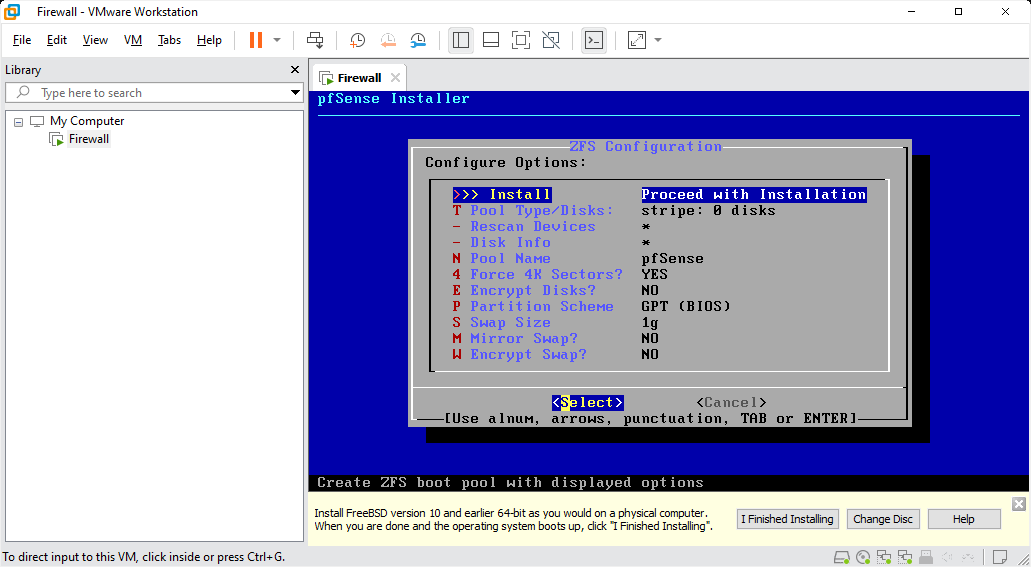 Firewall - VMware Workstation
File Edit View VM Tabs Help
Library
Type here to search
My Computer
Firewall
Firewall
pfSense Installer
ZFS Configuration
Configure Options:
>>> Install Proceed with Installation
T Pool Type/Disks: stripe: 0 disks
- Rescan Devices *
- Disk Info *
N Pool Name pfSense
4 Force 4K Sectors? YES
E Encrypt Disks? NO
P Partition Scheme GPT (BIOS)
S Swap Size 1g
M Mirror Swap? NO
W Encrypt Swap? NO
<Select> <Cancel>
[Use alnum, arrows, punctuation, TAB or ENTER]
Create ZFS boot pool with displayed options
Install FreeBSD version 10 and earlier 64-bit as you would on a physical computer.
When you are done and the operating system boots up, click "I Finished Installing".
I Finished Installing Change Disc Help
To direct input to this VM, click inside or press Ctrl+G.